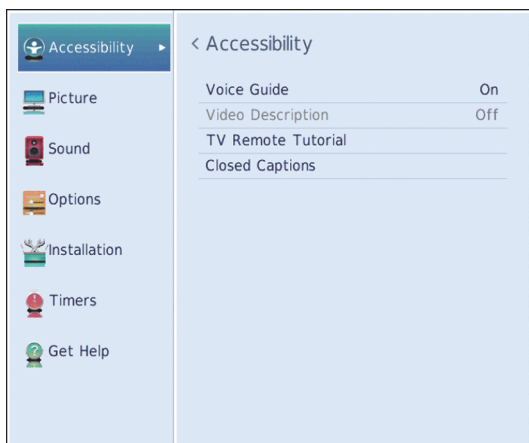 Accessibility
Picture
Sound
Options
Installation
Timers
Get Help
< Accessibility
Voice Guide On
Video Description Off
TV Remote Tutorial
Closed Captions